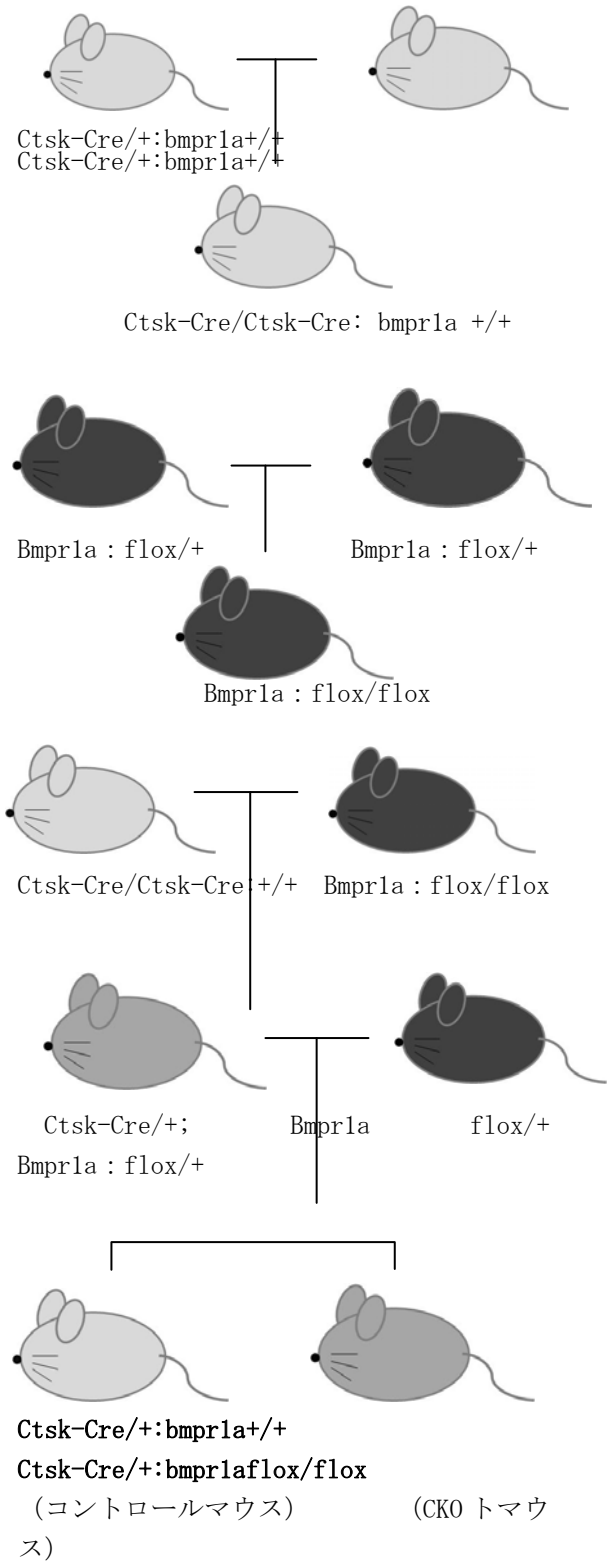 Ctsk-Cre/+:bmpr1a+/+
Ctsk-Cre/+:bmpr1a+/+
Ctsk-Cre/Ctsk-Cre: bmpr1a +/+
Bmpr1a：flox/+ Bmpr1a：flox/+
Bmpr1a：flox/flox
Ctsk-Cre/Ctsk-Cre:+/+ Bmpr1a：flox/flox
Ctsk-Cre/+; Bmpr1a flox/+
Bmpr1a：flox/+
Ctsk-Cre/+:bmpr1a+/+
Ctsk-Cre/+:bmpr1aflox/flox
（コントロールマウス） （CKO トマウ
ス）